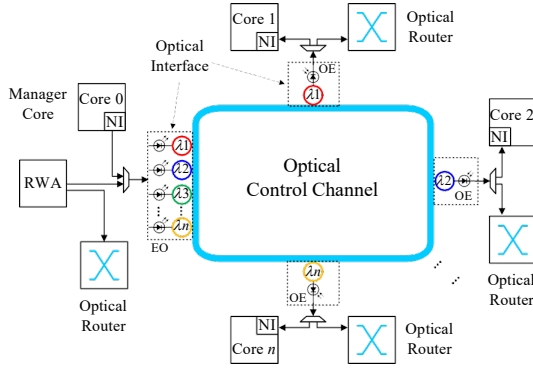 Core 1
NI
Optical
Router
OE
λ1
Optical
Interface
Manager
Core
Core 0
NI
RWA
Optical
Router
λ1
λ2
λ3
λn
EO
Optical
Control Channel
λ2
OE
Core 2
NI
Optical
Router
λn
OE
NI
Core n
Optical
Router